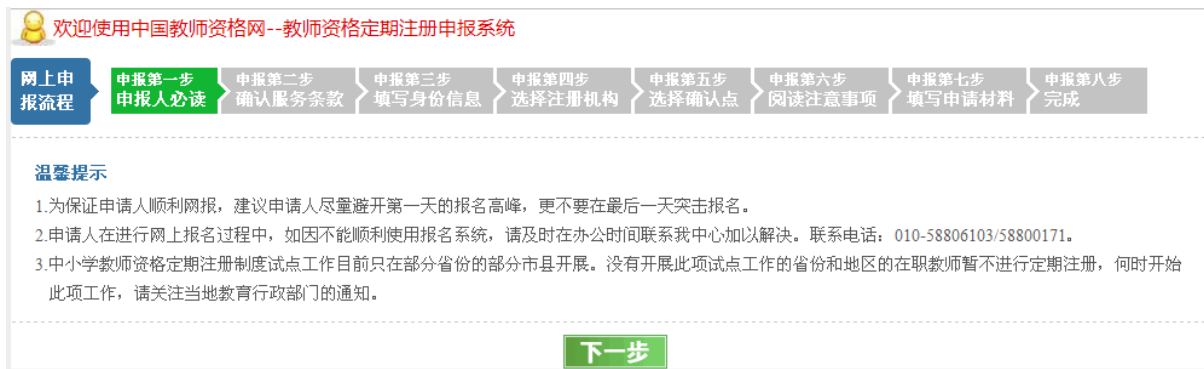 欢迎使用中国教师资格网--教师资格定期注册申报系统
网上申
报流程
申报第一步
申报人必读
申报第二步
确认服务条款
申报第三步
填写身份信息
申报第四步
选择注册机构
申报第五步
选择确认点
申报第六步
阅读注意事项
申报第七步
填写申请材料
申报第八步
完成
温馨提示
1.为保证申请人顺利网报，建议申请人尽量避开第一天的报名高峰，更不要在最后一天突击报名。
2.申请人在进行网上报名过程中，如因不能顺利使用报名系统，请及时在办公时间联系我中心加以解决。联系电话：010-58806103/58800171。
3.中小学教师资格定期注册制度试点工作目前只在部分省份的部分市县开展。没有开展此项试点工作的省份和地区的在职教师暂不进行定期注册，何时开始
此项工作，请关注当地教育行政部门的通知。
下一步